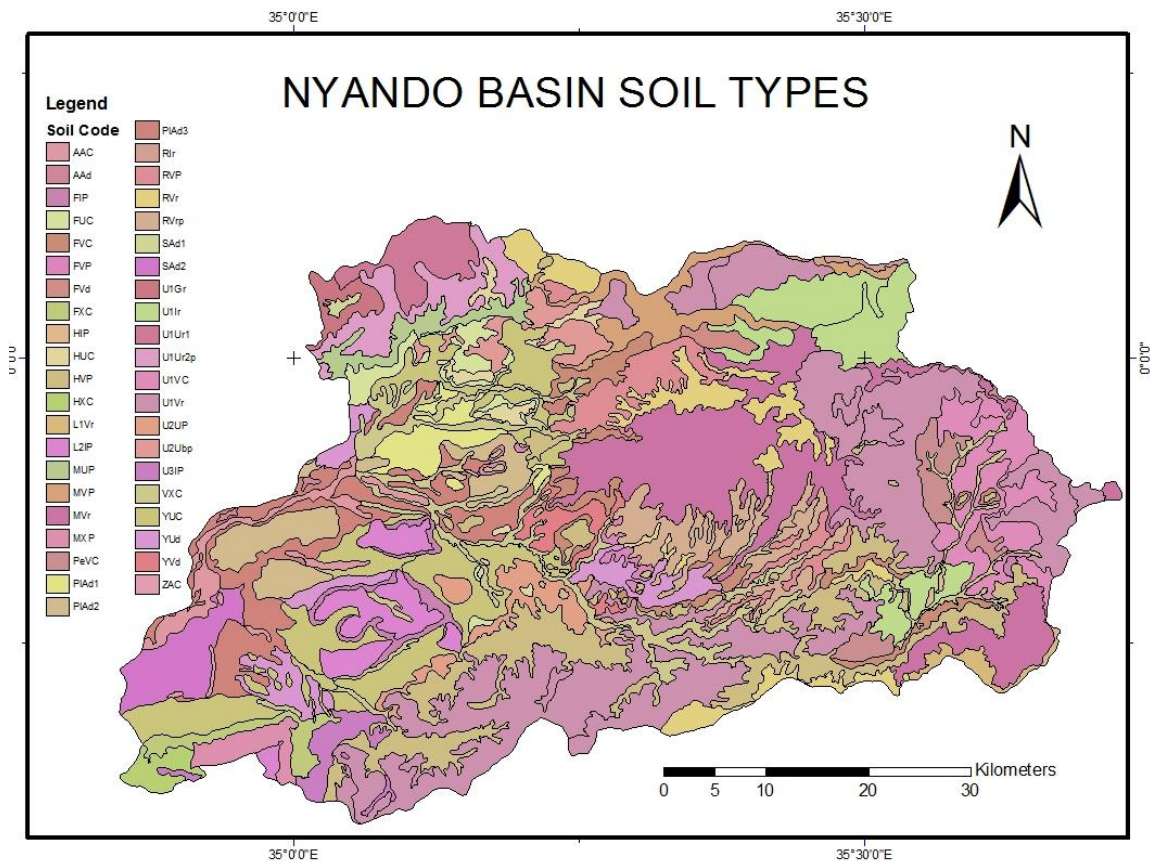 35°0'0"E
35°30'0"E
NYANDO BASIN SOIL TYPES
Legend
Soil Code
AAC
AAd
FIP
FUC
FVC
FVP
FVd
FXC
HIP
HUC
HVP
HXC
L1Vr
L2IP
MUP
MVP
MVr
MXP
PeVC
PlAd1
PlAd2
PlAd3
RIr
RVP
RVr
RVrp
SAd1
SAd2
U1Gr
U1Ir
U1Ur1
U1Ur2p
U1VC
U1Vr
U2UP
U2Ubp
U3IP
VXC
YUC
YUd
YVd
ZAC
N
0°0'0"
Kilometers
0 5 10 20 30
35°0'0"E
35°30'0"E